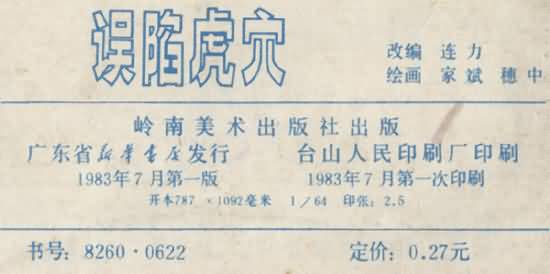 误陷虎穴
改编 连力
绘画 家斌 穗中
岭南美术出版社出版
广东省新华书店发行 台山人民印刷厂印刷
1983年7月第一版 1983年7月第一次印刷
开本787×1092毫米 1/64 印张:2.5
书号:8260·0622 定价:0.27元